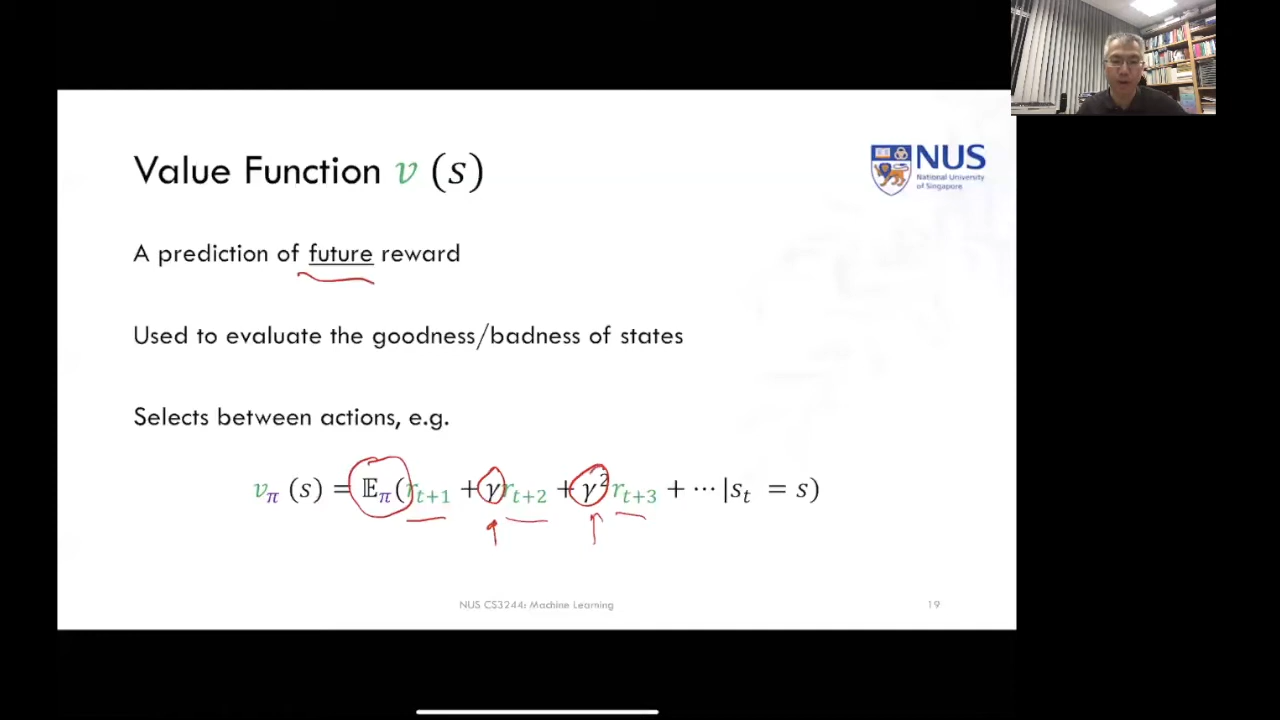 Value Function v (s)
NUS
National University
of Singapore
A prediction of future reward
Used to evaluate the goodness/badness of states
Selects between actions, e.g.
vπ (s) = 𝔼π(rt+1 + γrt+2 + γ²rt+3 + ⋯ |st = s)
NUS CS3244: Machine Learning
19